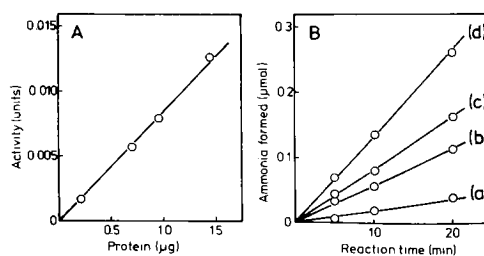 A
0.015
0.010
0.005
0
Activity (units)
0 5 10 15
Protein (µg)
B
0.3
0.2
0.1
0
Ammonia formed (µmol)
(d)
(c)
(b
(a
0 10 20
Reaction time (min)